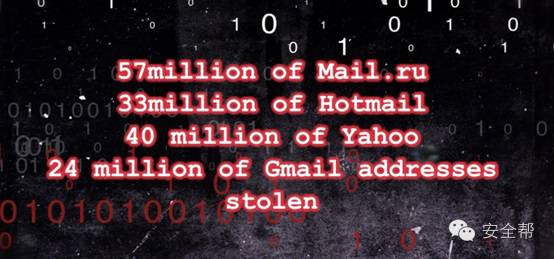 57million of Mail.ru
33million of Hotmail
40 million of Yahoo
24 million of Gmail addresses
stolen
0101010010100
安全帮